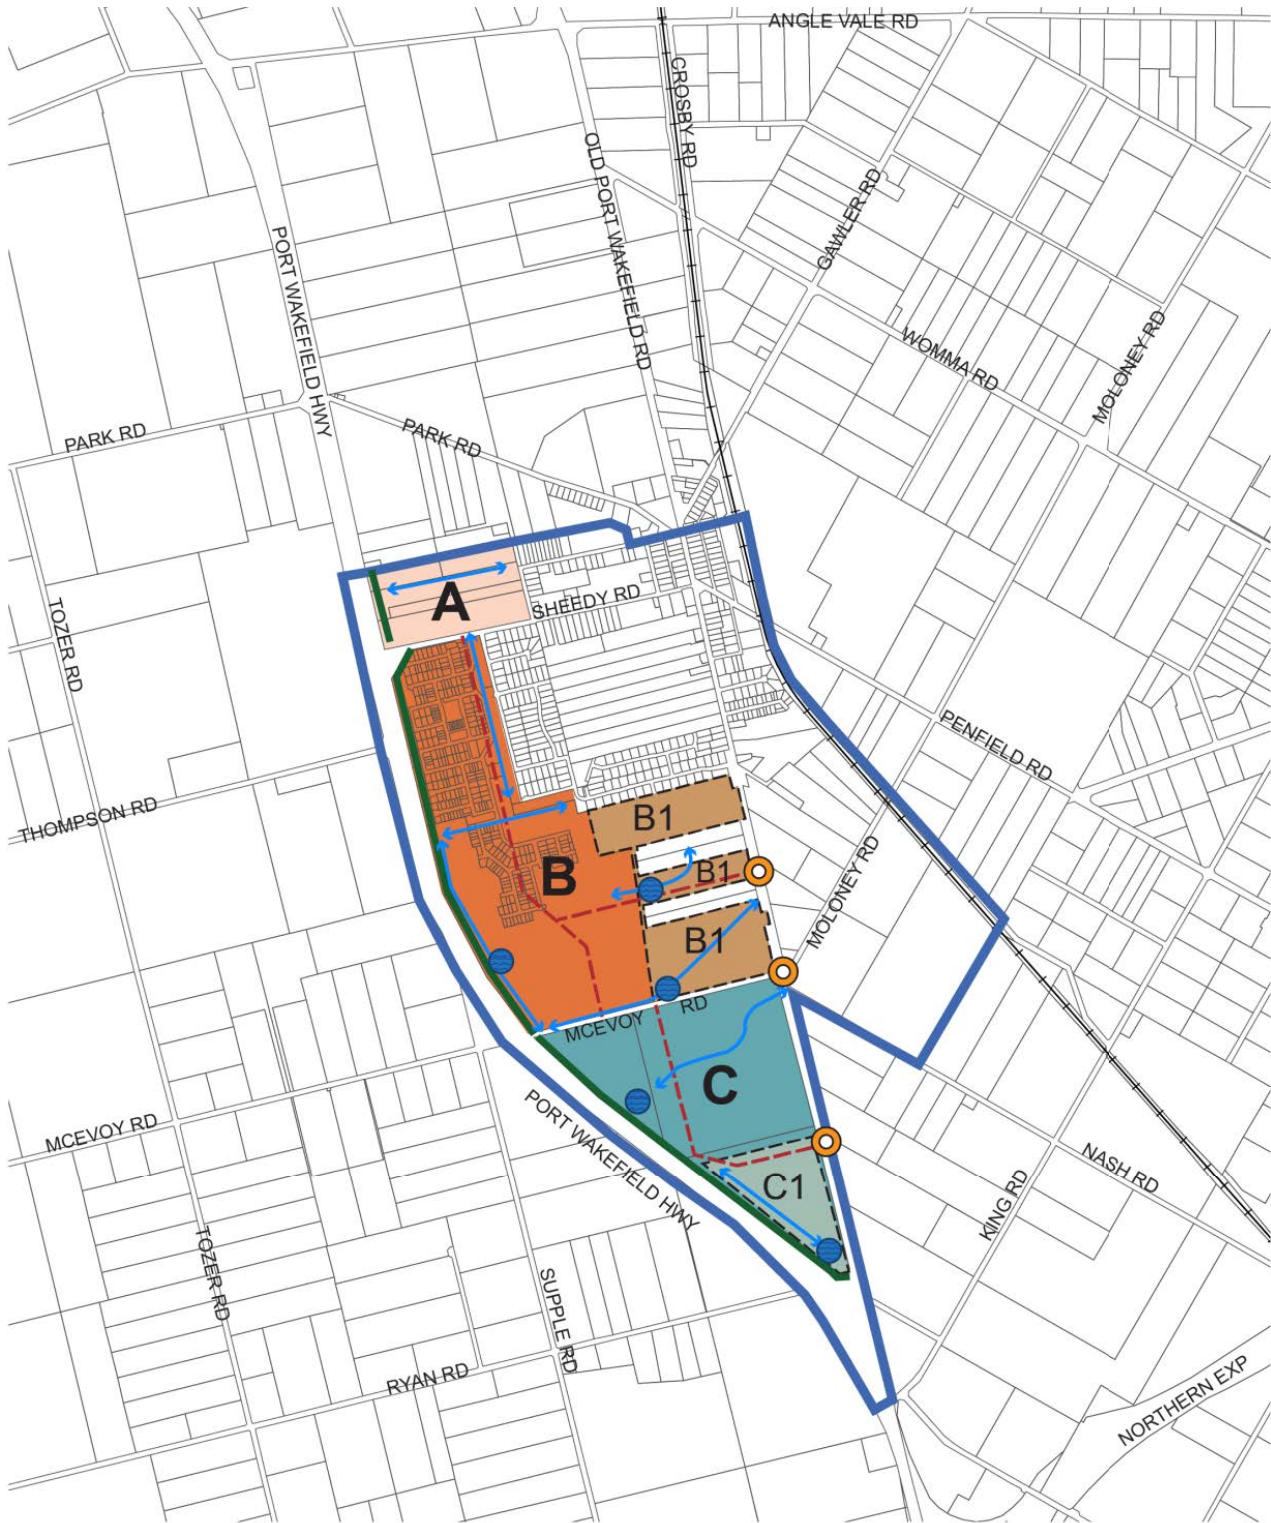 ANGLE VALE RD
CROSBY RD
OLD PORT WAKEFIELD RD
GAWLER RD
PORT WAKEFIELD HWY
WOMMA RD
MOLONEY RD
PARK RD
PARK RD
A
SHEEDY RD
TOZER RD
PENFIELD RD
THOMPSON RD
B1
B
B1
MOLONEY RD
B1
MCEVOY RD
C
MCEVOY RD
PORT WAKEFIELD HWY
C1
NASH RD
KING RD
TOZER RD
SUPPLE RD
RYAN RD
NORTHERN EXP